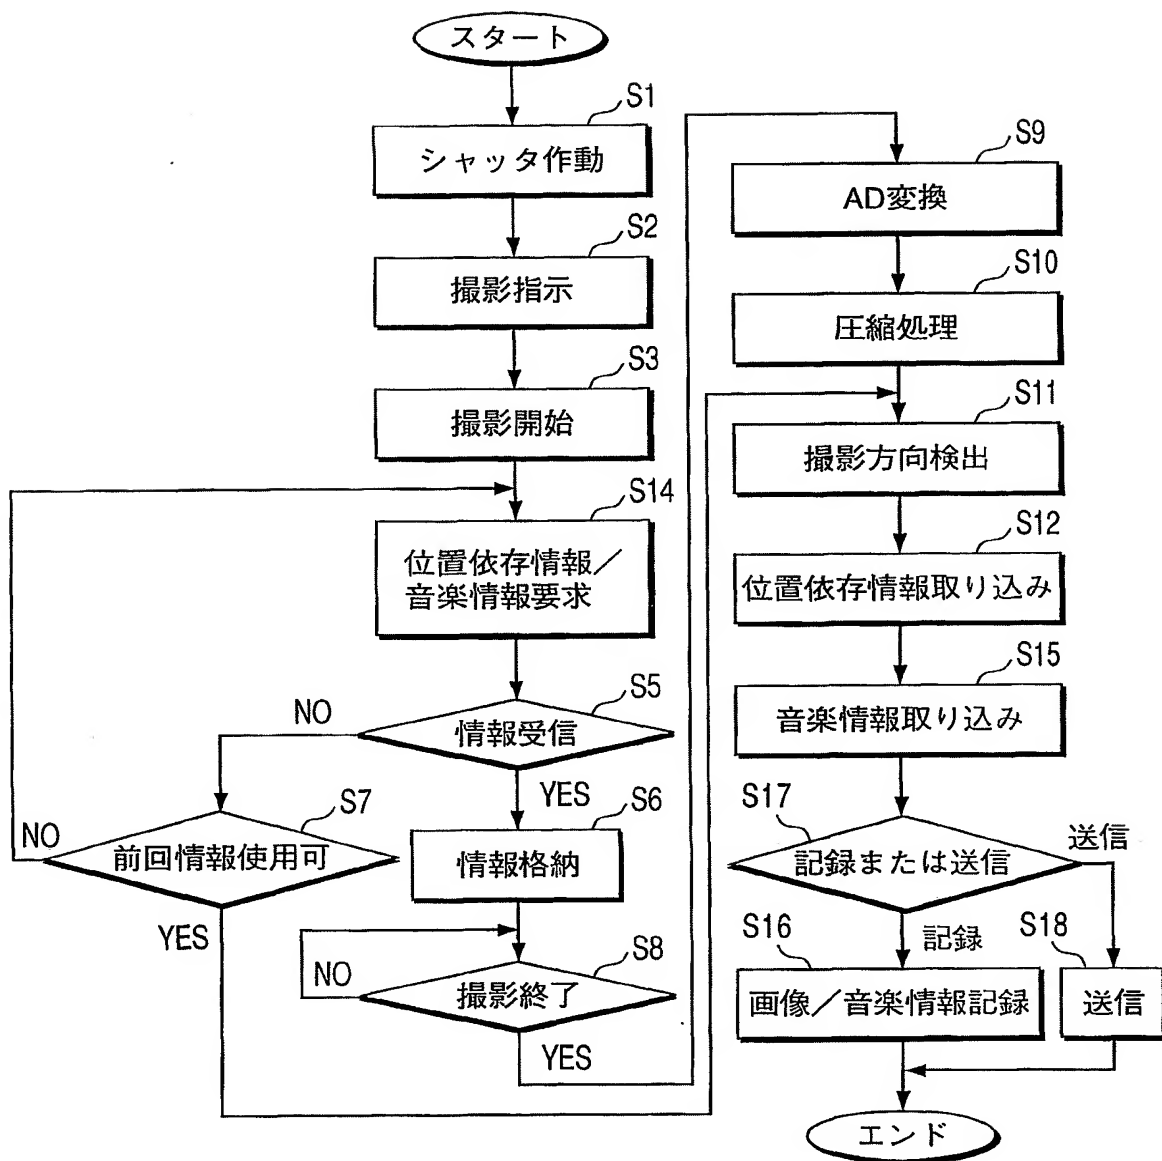 スタート
S1
シャッタ作動
S2
撮影指示
S3
撮影開始
S14
位置依存情報／
音楽情報要求
S5
情報受信
NO
YES
S7
前回情報使用可
NO
YES
S6
情報格納
S8
撮影終了
NO
YES
S9
AD変換
S10
圧縮処理
S11
撮影方向検出
S12
位置依存情報取り込み
S15
音楽情報取り込み
S17
記録または送信
送信
記録
S16
画像／音楽情報記録
S18
送信
エンド